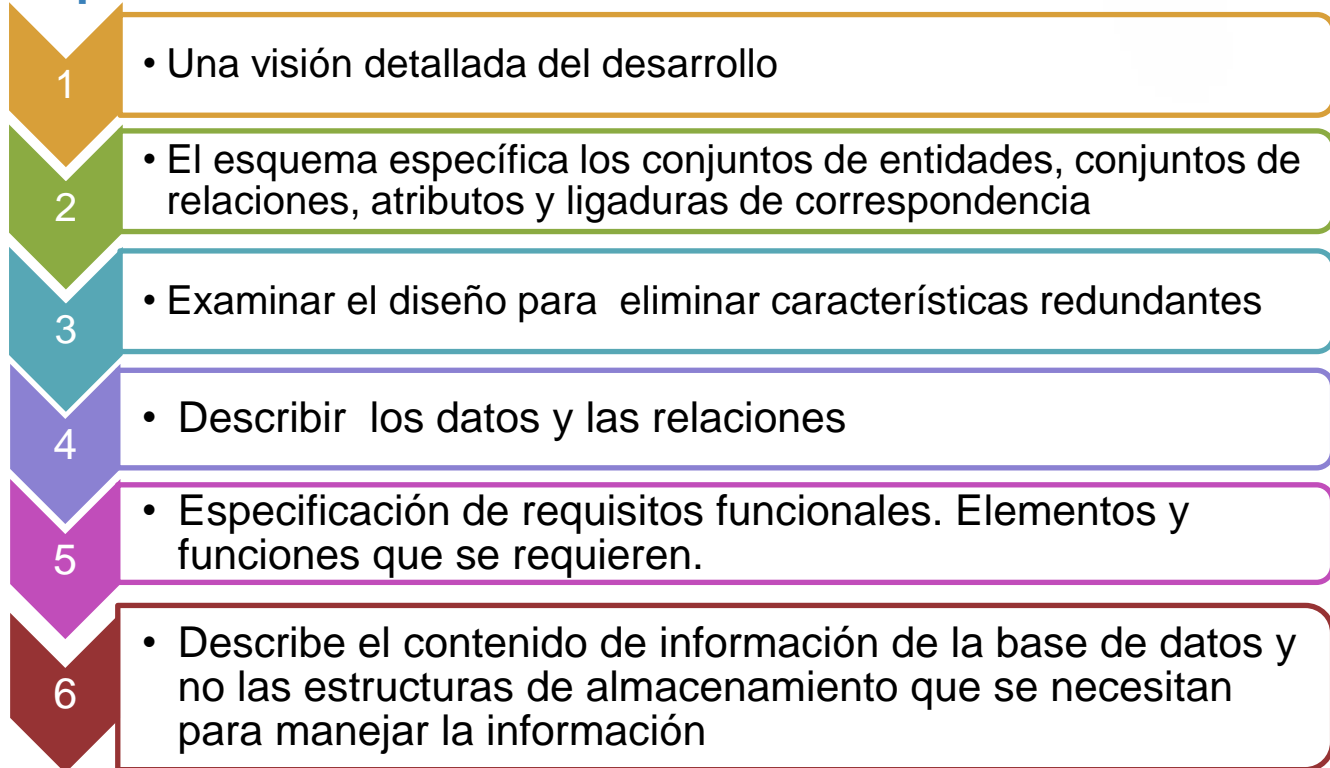 1
• Una visión detallada del desarrollo
2
• El esquema específica los conjuntos de entidades, conjuntos de
relaciones, atributos y ligaduras de correspondencia
3
• Examinar el diseño para  eliminar características redundantes
4
• Describir  los datos y las relaciones
5
• Especificación de requisitos funcionales. Elementos y
funciones que se requieren.
6
• Describe el contenido de información de la base de datos y
no las estructuras de almacenamiento que se necesitan
para manejar la información